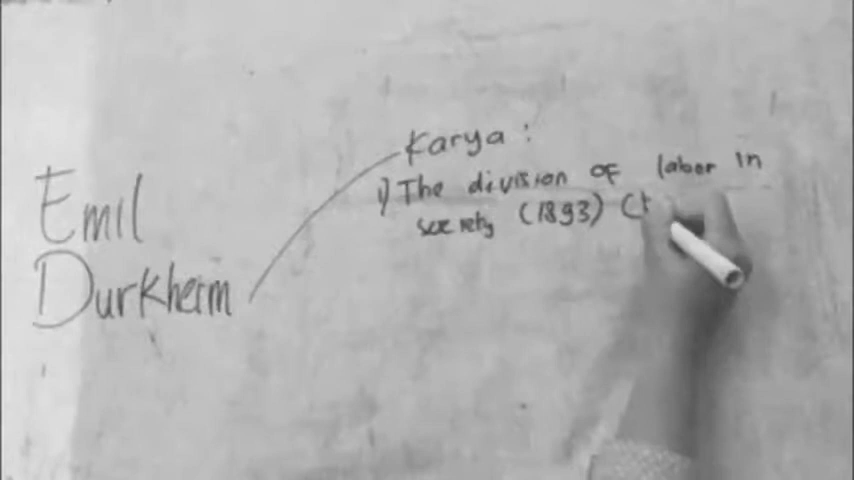 Karya :
1) The division of labor in
society (1893) (t
Emil
Durkheim